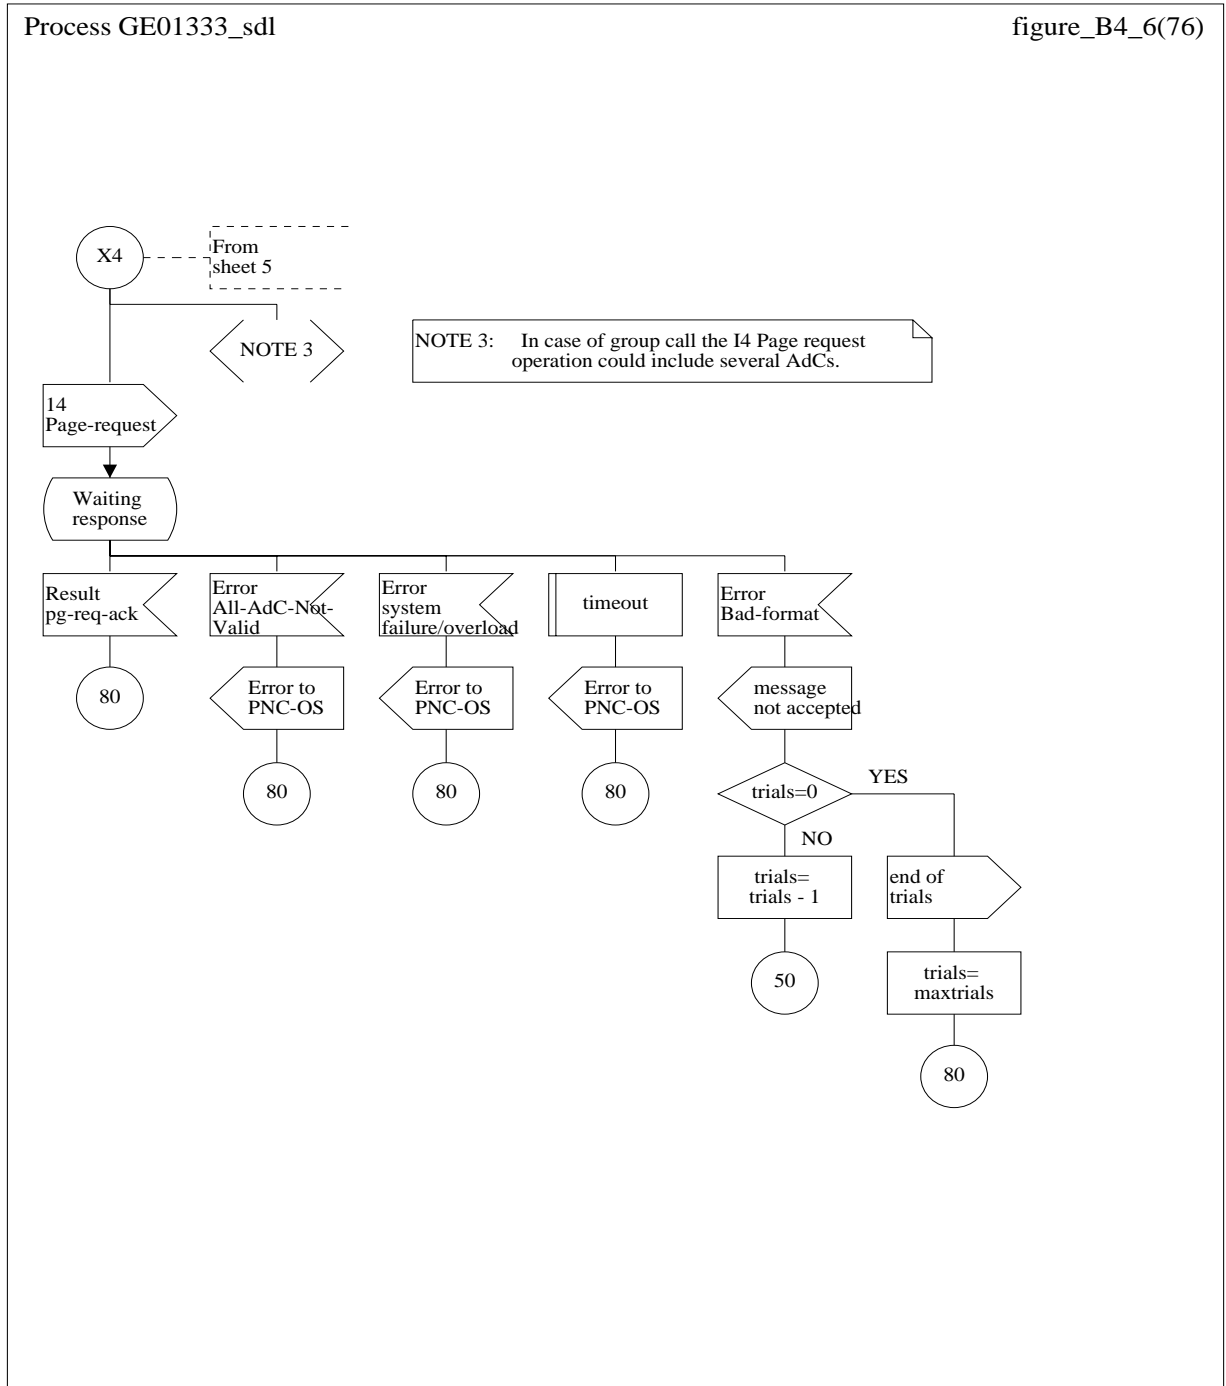 Process GE01333_sdl
figure_B4_6(76)
X4
From
sheet 5
NOTE 3
NOTE 3: In case of group call the I4 Page request
operation could include several AdCs.
14
Page-request
Waiting
response
Result
pg-req-ack
Error
All-AdC-Not-
Valid
Error
system
failure/overload
timeout
Error
Bad-format
80
Error to
PNC-OS
Error to
PNC-OS
Error to
PNC-OS
message
not accepted
80
80
80
trials=0
YES
NO
trials=
trials - 1
end of
trials
50
trials=
maxtrials
80